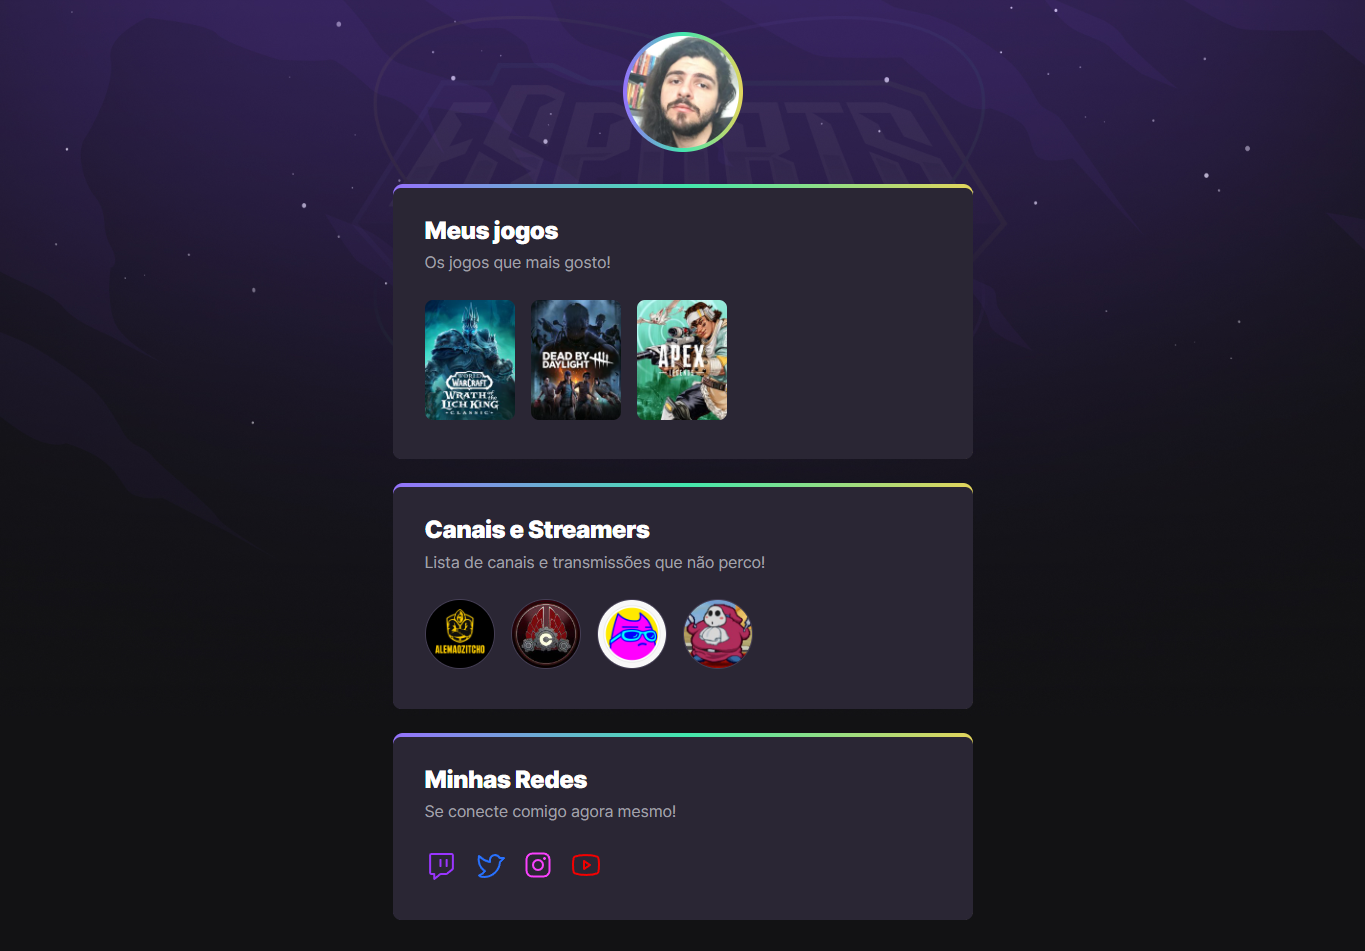 ESPORTS
Meus jogos
Os jogos que mais gosto!
WORLD
WARCRAFT
WRATH of the
LICH KING
CLASSIC
DEAD BY
DAYLIGHT
APEX
LEGENDS
Canais e Streamers
Lista de canais e transmissões que não perco!
ALEMAOZITCHO
C
Minhas Redes
Se conecte comigo agora mesmo!